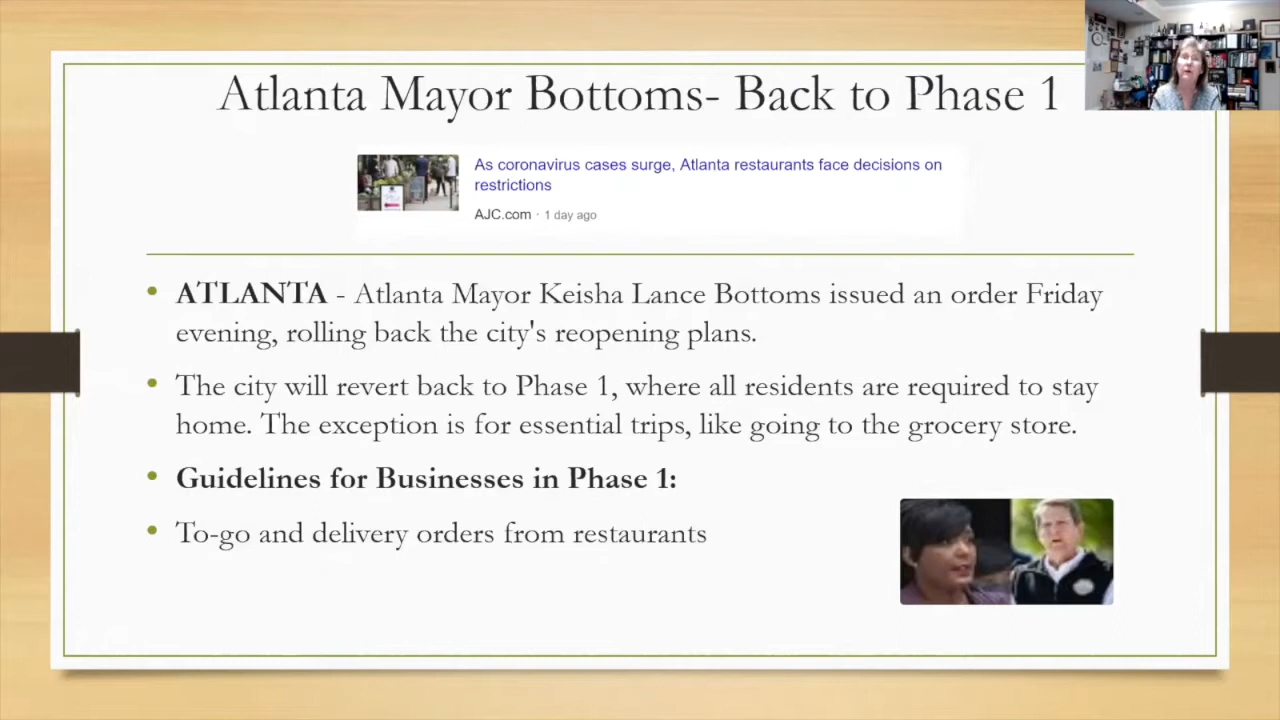 Atlanta Mayor Bottoms- Back to Phase 1
As coronavirus cases surge, Atlanta restaurants face decisions on
restrictions
AJC.com · 1 day ago
• ATLANTA - Atlanta Mayor Keisha Lance Bottoms issued an order Friday
evening, rolling back the city's reopening plans.
• The city will revert back to Phase 1, where all residents are required to stay
home. The exception is for essential trips, like going to the grocery store.
• Guidelines for Businesses in Phase 1:
• To-go and delivery orders from restaurants